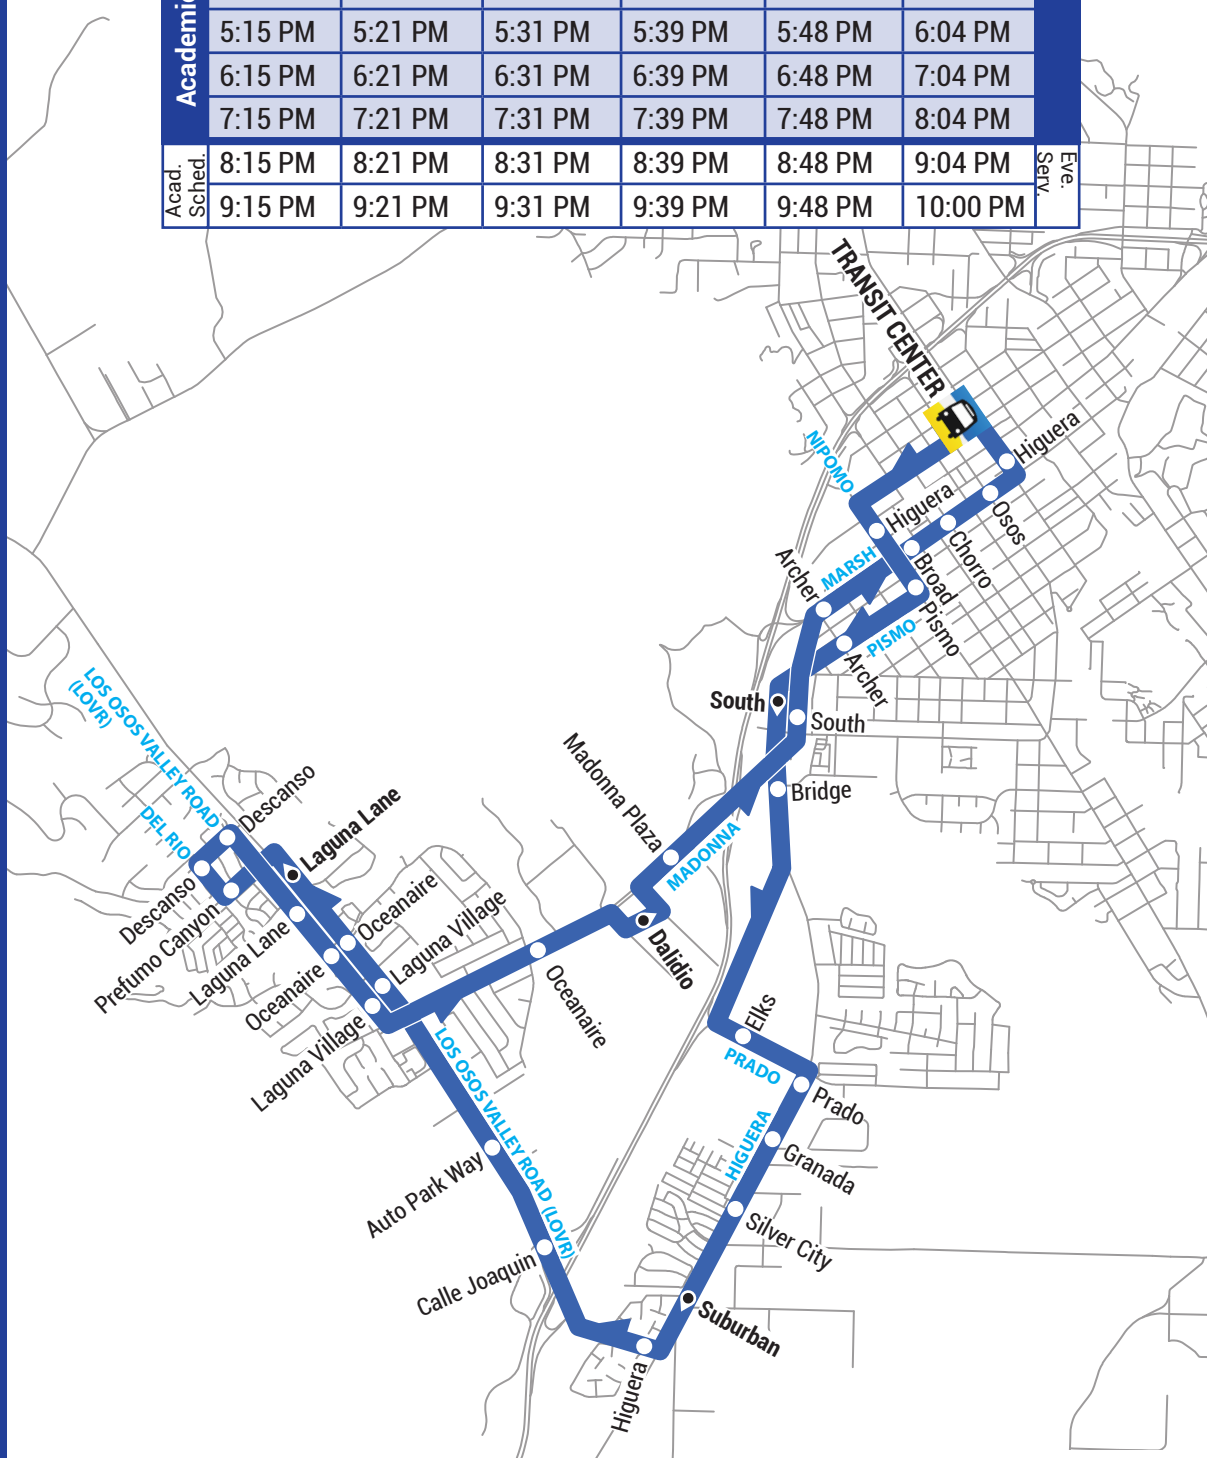 Academic
5:15 PM 5:21 PM 5:31 PM 5:39 PM 5:48 PM 6:04 PM
6:15 PM 6:21 PM 6:31 PM 6:39 PM 6:48 PM 7:04 PM
7:15 PM 7:21 PM 7:31 PM 7:39 PM 7:48 PM 8:04 PM
Acad.
Sched.
8:15 PM 8:21 PM 8:31 PM 8:39 PM 8:48 PM 9:04 PM
9:15 PM 9:21 PM 9:31 PM 9:39 PM 9:48 PM 10:00 PM
Eve.
Serv.
TRANSIT CENTER
Higuera
NIPOMO
Higuera
Osos
Chorro
Broad
MARSH
Archer
Pismo
PISMO
Archer
South
South
Bridge
Madonna Plaza
MADONNA
LOS OSOS VALLEY ROAD
(LOVR)
DEL RIO
Descanso
Laguna Lane
Descanso
Prefumo Canyon
Laguna Lane
Oceanaire
Oceanaire
Laguna Village
Laguna Village
Dalidio
Oceanaire
Elks
PRADO
Prado
HIGUERA
Granada
Silver City
LOS OSOS VALLEY ROAD (LOVR)
Auto Park Way
Calle Joaquin
Suburban
Higuera